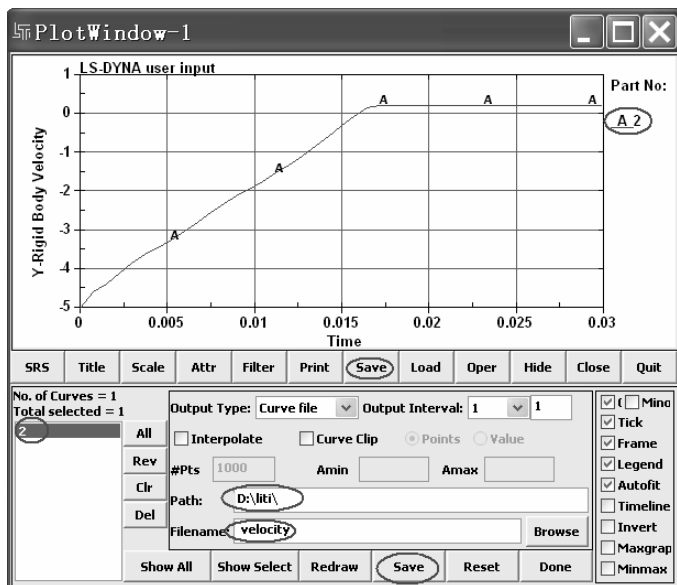 PlotWindow-1
LS-DYNA user input
Part No:
A 2
Y-Rigid Body Velocity
1
0
-1
-2
-3
-4
-5
A
A
A
A
A
0
0.005
0.01
0.015
0.02
0.025
0.03
Time
SRS Title Scale Attr Filter Print Save Load Oper Hide Close Quit
No. of Curves = 1
Total selected = 1
2
All
Rev
Clr
Del
Output Type: Curve file Output Interval: 1 1
Interpolate Curve Clip Points Value
#Pts 1000 Amin Amax
Path: D:\liti\
Filename: velocity Browse
Show All Show Select Redraw Save Reset Done
Tick
Frame
Legend
Autofit
Timeline
Invert
Maxgrap
Minmax